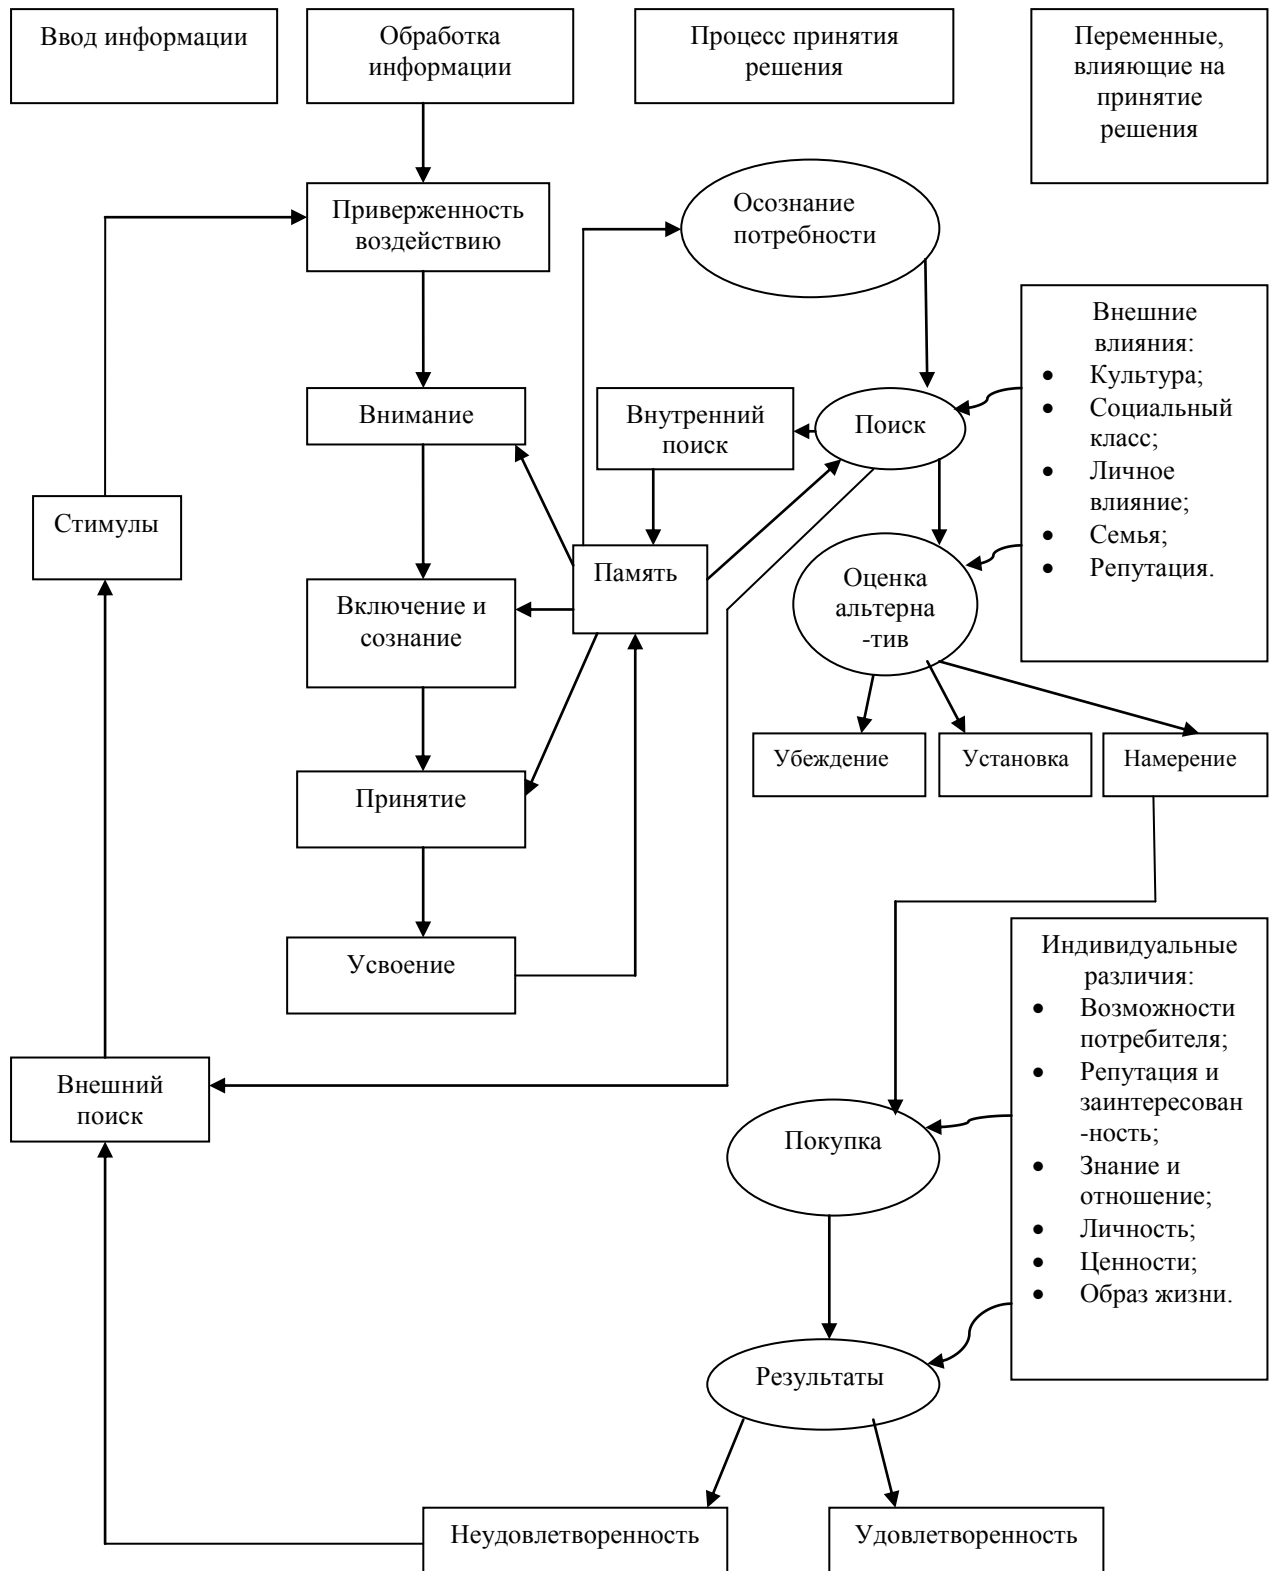 Ввод информации
Обработка
информации
Процесс принятия
решения
Переменные,
влияющие на
принятие
решения
Приверженность
воздействию
Осознание
потребности
Внешние
влияния:
• Культура;
• Социальный
класс;
• Личное
влияние;
• Семья;
• Репутация.
Внимание
Внутренний
поиск
Поиск
Стимулы
Память
Включение и
сознание
Оценка
альтерна
-тив
Убеждение
Установка
Намерение
Принятие
Усвоение
Индивидуальные
различия:
• Возможности
потребителя;
• Репутация и
заинтересован
-ность;
• Знание и
отношение;
• Личность;
• Ценности;
• Образ жизни.
Внешний
поиск
Покупка
Результаты
Неудовлетворенность
Удовлетворенность